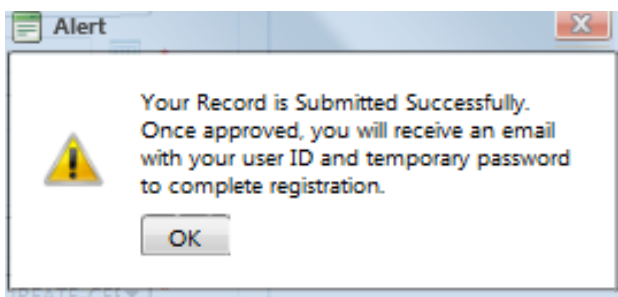 Alert
Your Record is Submitted Successfully.
Once approved, you will receive an email
with your user ID and temporary password
to complete registration.
OK